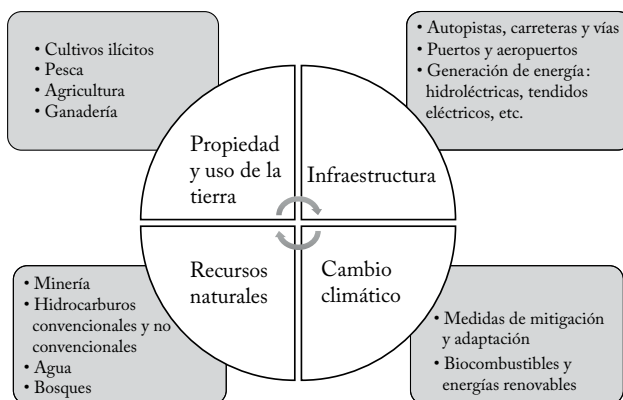 • Cultivos ilícitos
• Pesca
• Agricultura
• Ganadería
• Autopistas, carreteras y vías
• Puertos y aeropuertos
• Generación de energía:
hidroléctricas, tendidos
eléctricos, etc.
Propiedad
y uso de la
tierra
Infraestructura
Recursos
naturales
Cambio
climático
• Minería
• Hidrocarburos
convencionales y no
convencionales
• Agua
• Bosques
• Medidas de mitigación
y adaptación
• Biocombustibles y
energías renovables